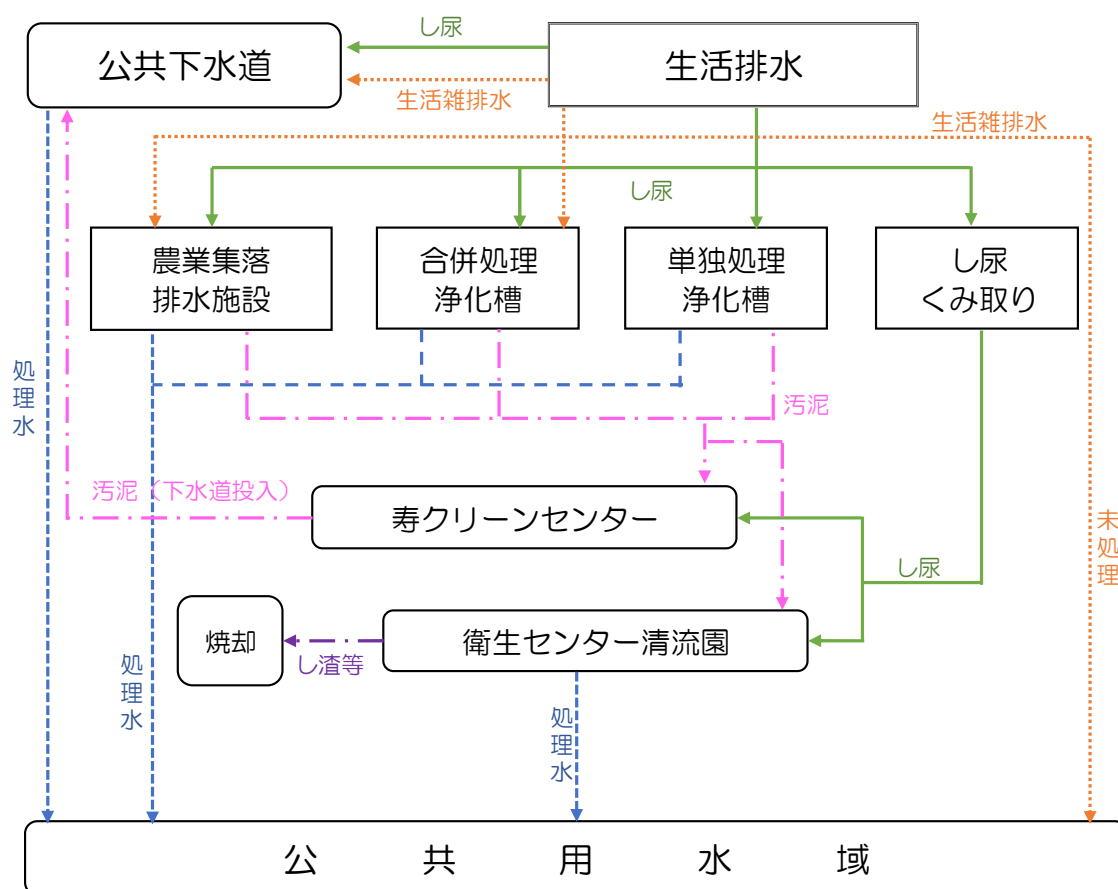 し尿
公共下水道
生活排水
生活雑排水
生活雑排水
し尿
農業集落
排水施設
合併処理
浄化槽
単独処理
浄化槽
し尿
くみ取り
処理水
汚泥
汚泥（下水道投入）
寿クリーンセンター
未処理
し尿
焼却
衛生センター清流園
し渣等
処理水
処理水
公共用水域